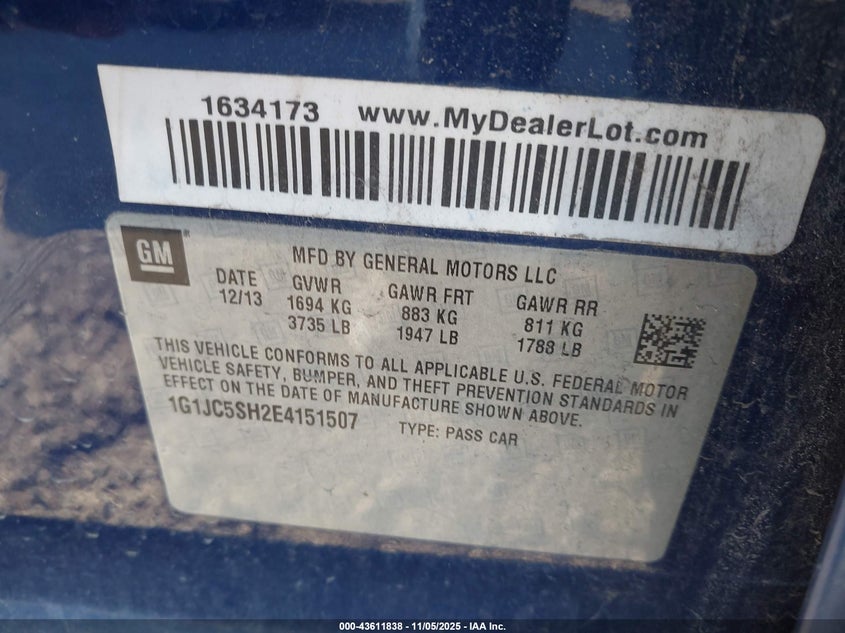 1634173 www.MyDealerLot.com
GM
MFD BY GENERAL MOTORS LLC
DATE GVWR GAWR FRT GAWR RR
12/13 1694 KG 883 KG 811 KG
3735 LB 1947 LB 1788 LB
THIS VEHICLE CONFORMS TO ALL APPLICABLE U.S. FEDERAL MOTOR
VEHICLE SAFETY, BUMPER, AND THEFT PREVENTION STANDARDS IN
EFFECT ON THE DATE OF MANUFACTURE SHOWN ABOVE.
1G1JC5SH2E4151507 TYPE: PASS CAR
000-43611838 - 11/05/2025 - IAA Inc.